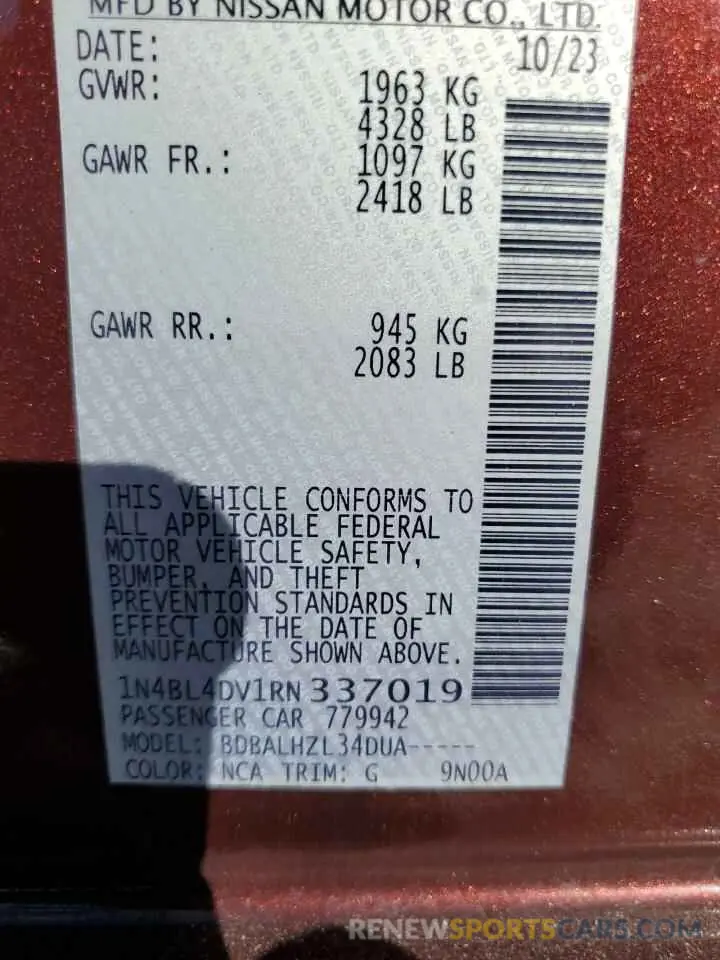 MFD BY NISSAN MOTOR CO., LTD.
DATE: 10/23
GVWR: 1963 KG
4328 LB
GAWR FR.: 1097 KG
2418 LB
GAWR RR.: 945 KG
2083 LB
THIS VEHICLE CONFORMS TO
ALL APPLICABLE FEDERAL
MOTOR VEHICLE SAFETY,
BUMPER, AND THEFT
PREVENTION STANDARDS IN
EFFECT ON THE DATE OF
MANUFACTURE SHOWN ABOVE.
1N4BL4DV1RN337019
PASSENGER CAR 779942
MODEL: BDBALHZL34DUA-----
COLOR: NCA TRIM: G 9N00A
RENEWSPORTSCARS.COM